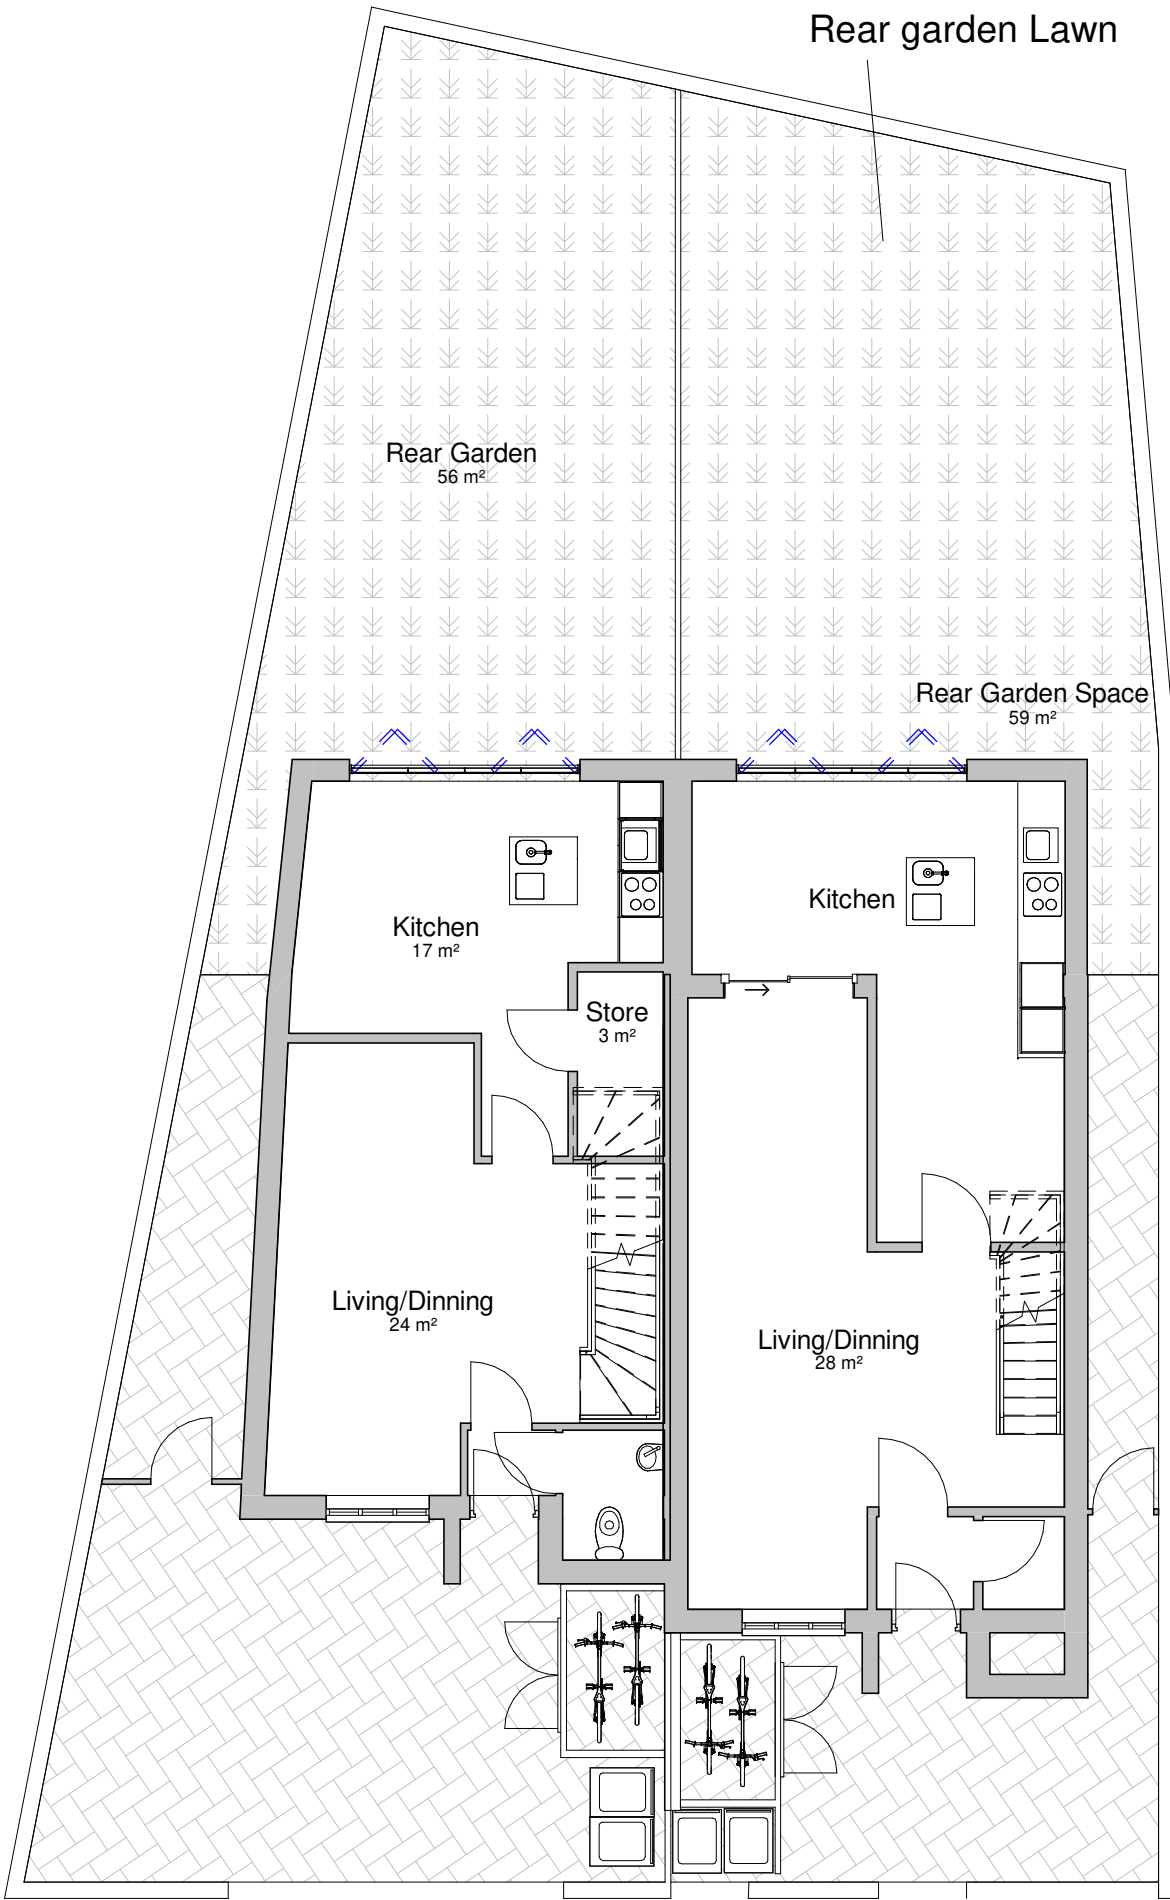 Rear garden Lawn
Rear Garden
56 m²
Rear Garden Space
59 m²
Kitchen
Kitchen
17 m²
Store
3 m²
Living/Dinning
24 m²
Living/Dinning
28 m²